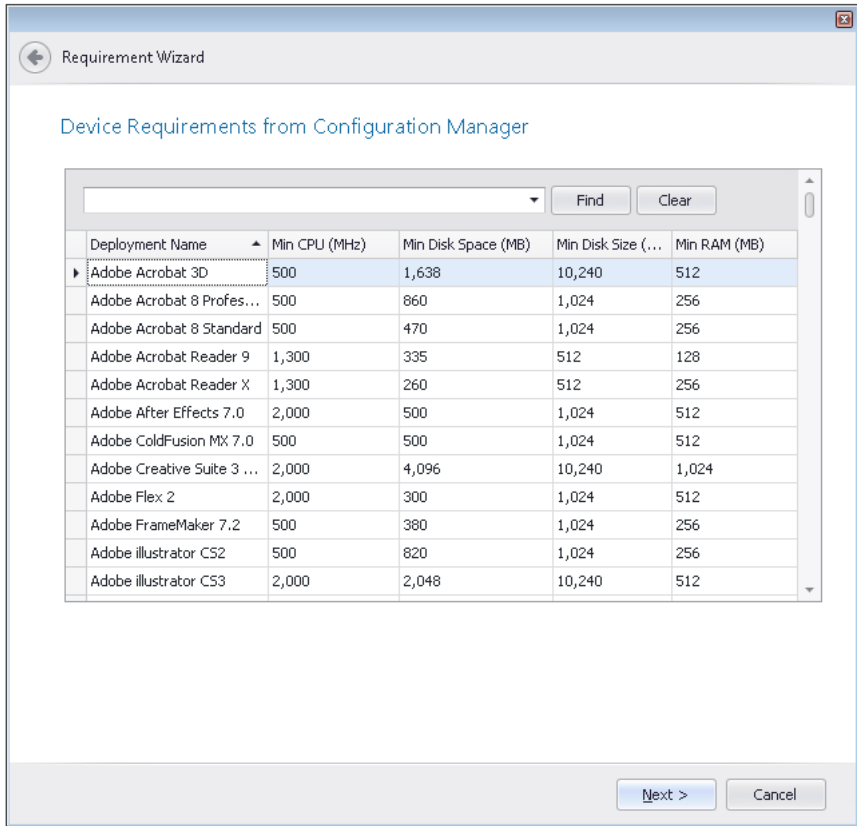 Requirement Wizard
Device Requirements from Configuration Manager
Find Clear
Deployment Name Min CPU (MHz) Min Disk Space (MB) Min Disk Size (... Min RAM (MB)
Adobe Acrobat 3D 500 1,638 10,240 512
Adobe Acrobat 8 Profes... 500 860 1,024 256
Adobe Acrobat 8 Standard 500 470 1,024 256
Adobe Acrobat Reader 9 1,300 335 512 128
Adobe Acrobat Reader X 1,300 260 512 256
Adobe After Effects 7.0 2,000 500 1,024 512
Adobe ColdFusion MX 7.0 500 500 1,024 512
Adobe Creative Suite 3 ... 2,000 4,096 10,240 1,024
Adobe Flex 2 2,000 300 1,024 512
Adobe FrameMaker 7.2 500 380 1,024 256
Adobe illustrator CS2 500 820 1,024 256
Adobe illustrator CS3 2,000 2,048 10,240 512
Next > Cancel